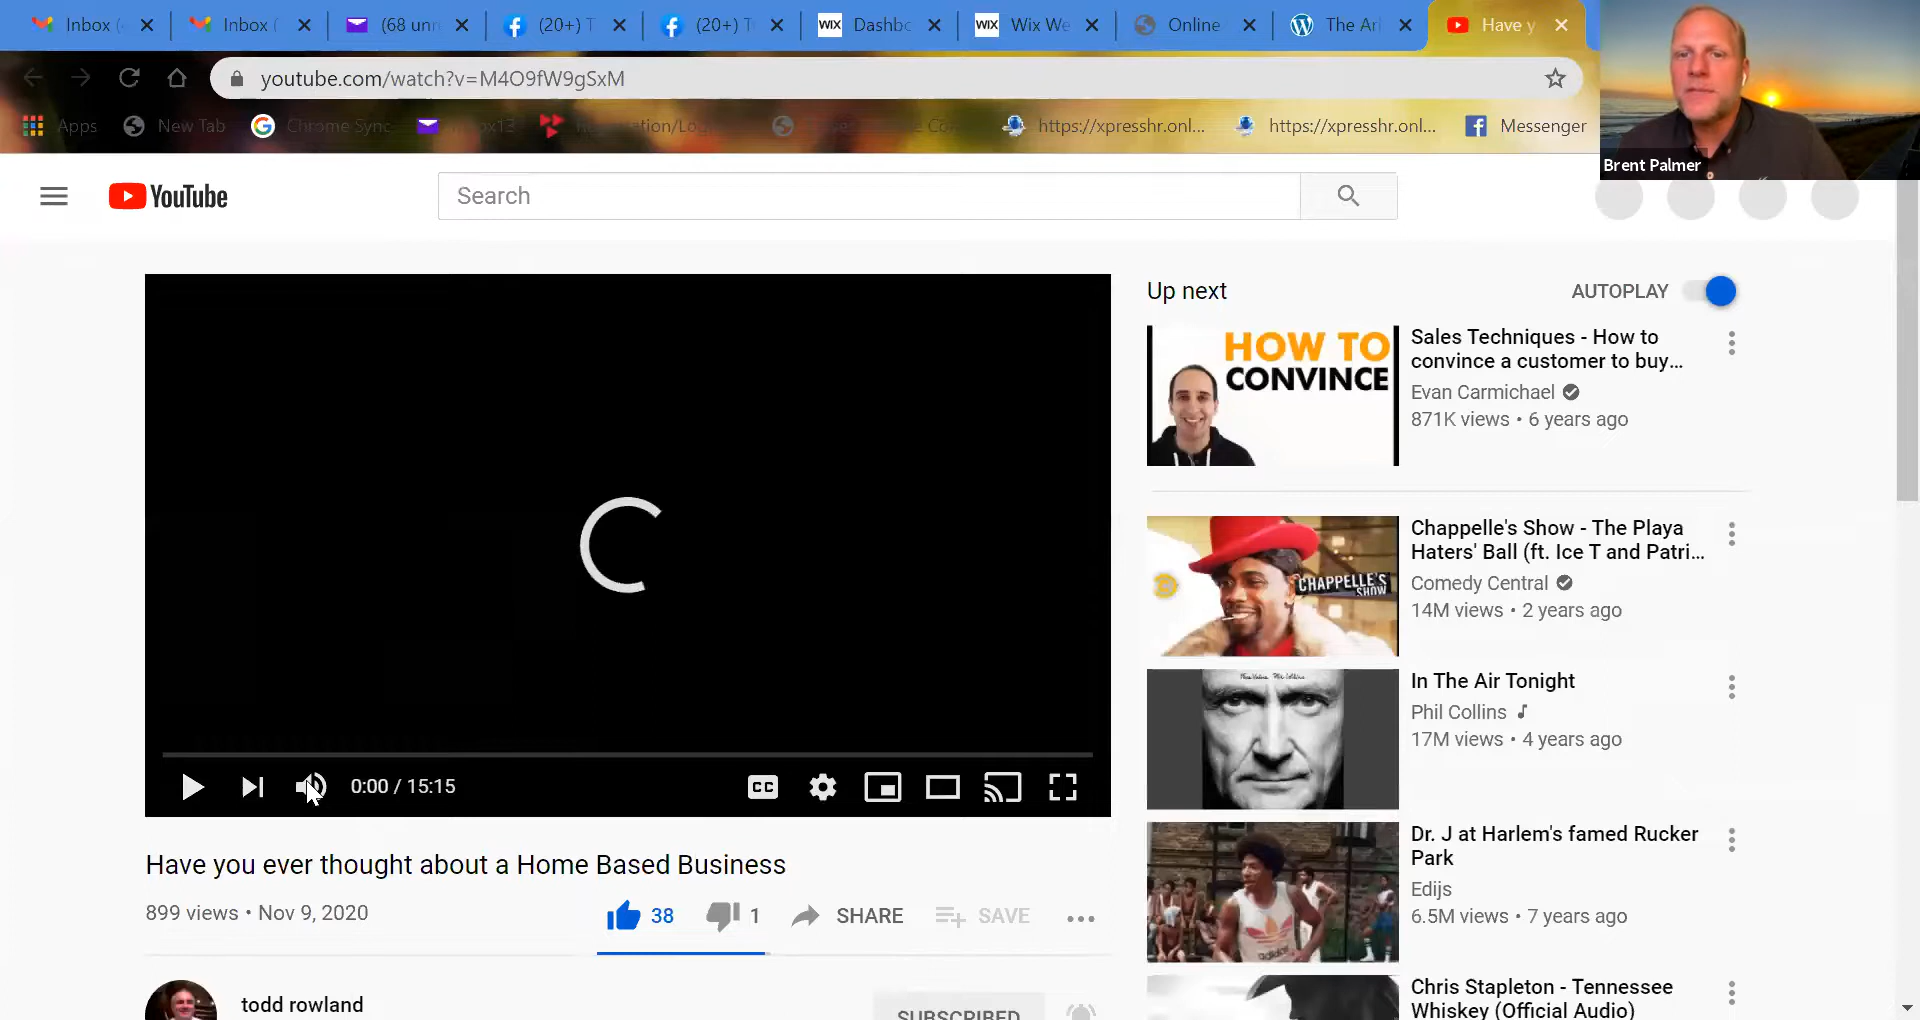 Inbox (
Inbox (
(68 unr
(20+) T
(20+) T
WIX Dashbo
WIX Wix We
Online
The Ari
Have y
youtube.com/watch?v=M4O9fW9gSxM
Apps
New Tab
Chrome Sync
https://xpresshr.onl...
https://xpresshr.onl...
Messenger
Brent Palmer
YouTube
Search
Up next
AUTOPLAY
HOW TO
CONVINCE
Sales Techniques - How to
convince a customer to buy...
Evan Carmichael
871K views • 6 years ago
CHAPPELLE'S
SHOW
Chappelle's Show - The Playa
Haters' Ball (ft. Ice T and Patri...
Comedy Central
14M views • 2 years ago
In The Air Tonight
Phil Collins
17M views • 4 years ago
0:00 / 15:15
CC
Have you ever thought about a Home Based Business
899 views • Nov 9, 2020
38
1
SHARE
SAVE
adidas
Dr. J at Harlem's famed Rucker
Park
Edijs
6.5M views • 7 years ago
todd rowland
SUBSCRIBED
Chris Stapleton - Tennessee
Whiskey (Official Audio)